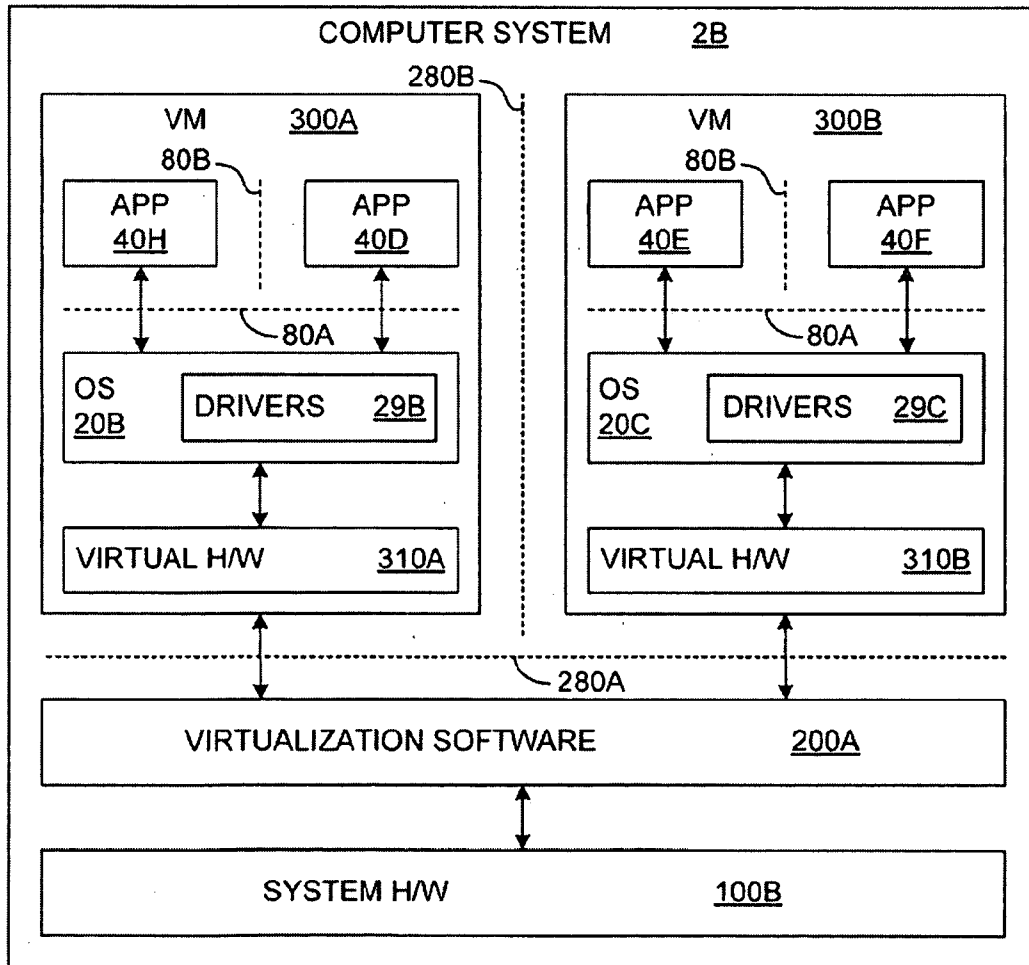 COMPUTER SYSTEM 2B
280B
VM 300A
80B
APP
40H
APP
40D
80A
OS
20B
DRIVERS 29B
VIRTUAL H/W 310A
VM 300B
80B
APP
40E
APP
40F
80A
OS
20C
DRIVERS 29C
VIRTUAL H/W 310B
280A
VIRTUALIZATION SOFTWARE 200A
SYSTEM H/W 100B